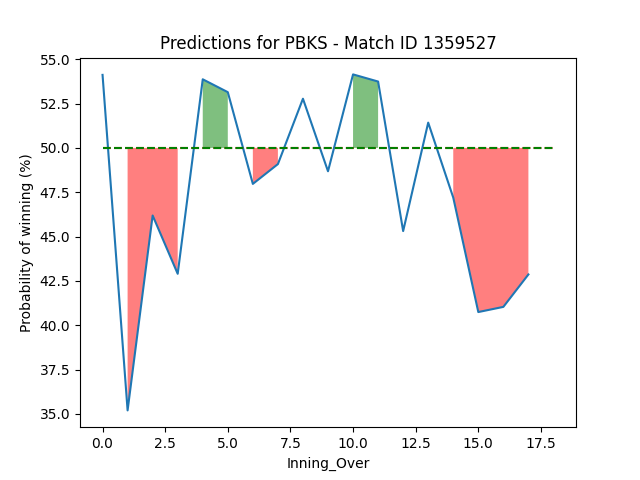 Predictions for PBKS - Match ID 1359527
Probability of winning (%)
55.0
52.5
50.0
47.5
45.0
42.5
40.0
37.5
35.0
0.0 2.5 5.0 7.5 10.0 12.5 15.0 17.5
Inning_Over